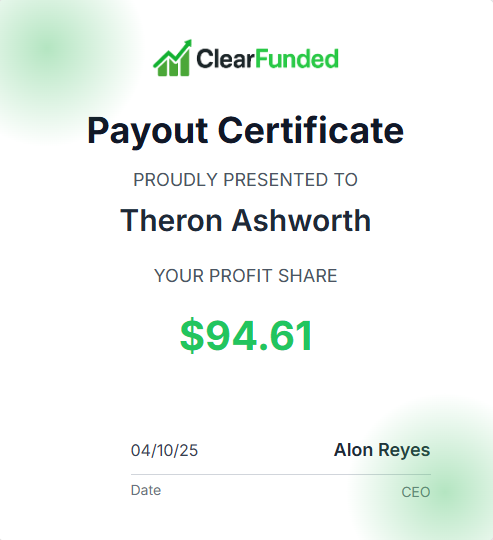 ClearFunded
Payout Certificate
PROUDLY PRESENTED TO
Theron Ashworth
YOUR PROFIT SHARE
$94.61
04/10/25 Alon Reyes
Date CEO